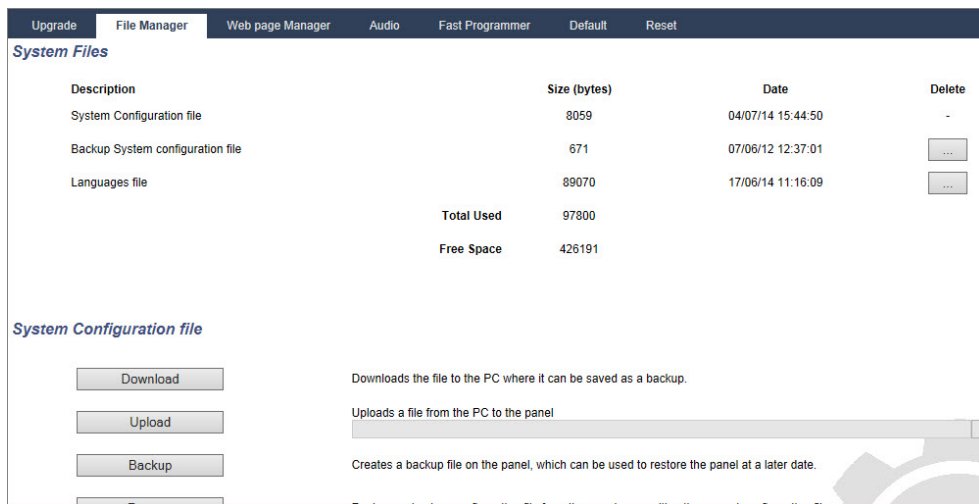 Upgrade File Manager Web page Manager Audio Fast Programmer Default Reset
System Files
Description Size (bytes) Date Delete
System Configuration file 8059 04/07/14 15:44:50 -
Backup System configuration file 671 07/06/12 12:37:01 ...
Languages file 89070 17/06/14 11:16:09 ...
Total Used 97800
Free Space 426191
System Configuration file
Download Downloads the file to the PC where it can be saved as a backup.
Uploads a file from the PC to the panel
Upload
Backup Creates a backup file on the panel, which can be used to restore the panel at a later date.